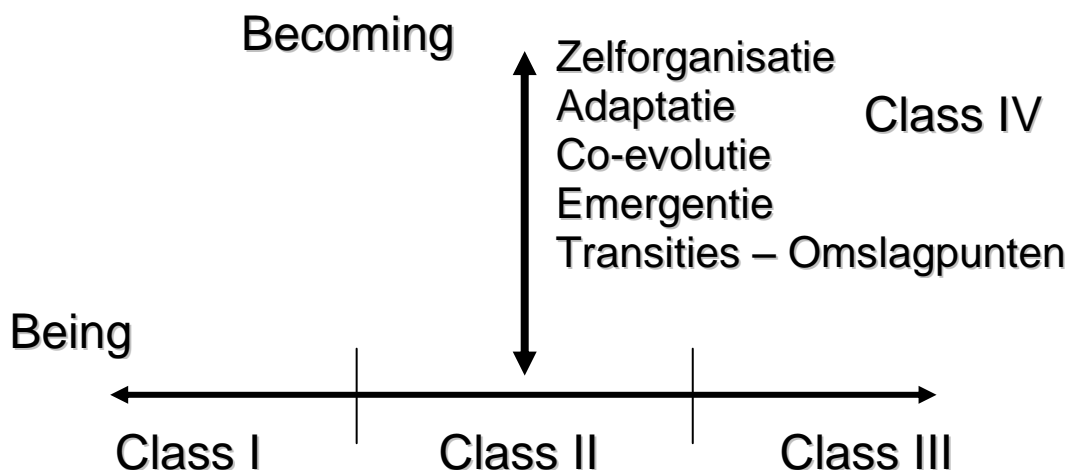 Becoming
Zelforganisatie
Adaptatie
Class IV
Co-evolutie
Emergentie
Transities – Omslagpunten
Being
Class I
Class II
Class III